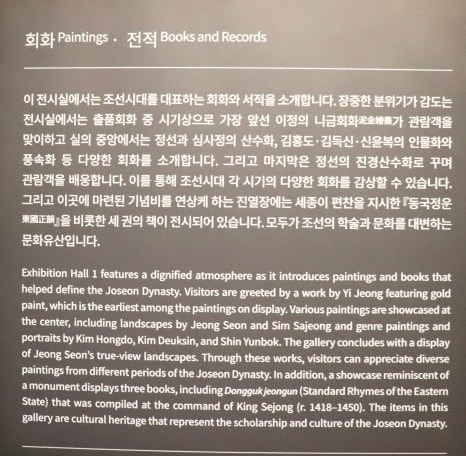 회화 Paintings . 전적 Books and Records
이 전시실에서는 조선시대를 대표하는 회화와 서적을 소개합니다. 장중한 분위기가 감도는
전시실에서는 출품회화 중 시기상으로 가장 앞선 이정의 니금회화泥金繪畫가 관람객을
맞이하고 실의 중앙에서는 정선과 심사정의 산수화, 김홍도·김득신·신윤복의 인물화와
풍속화 등 다양한 회화를 소개합니다. 그리고 마지막은 정선의 진경산수화로 꾸며
관람객을 배웅합니다. 이를 통해 조선시대 각 시기의 다양한 회화를 감상할 수 있습니다.
그리고 이곳에 마련된 기념비를 연상케 하는 진열장에는 세종이 편찬을 지시한 『동국정운
東國正韻』을 비롯한 세 권의 책이 전시되어 있습니다. 모두가 조선의 학술과 문화를 대변하는
문화유산입니다.
Exhibition Hall 1 features a dignified atmosphere as it introduces paintings and books that
helped define the Joseon Dynasty. Visitors are greeted by a work by Yi Jeong featuring gold
paint, which is the earliest among the paintings on display. Various paintings are showcased at
the center, including landscapes by Jeong Seon and Sim Sajeong and genre paintings and
portraits by Kim Hongdo, Kim Deuksin, and Shin Yunbok. The gallery concludes with a display
of Jeong Seon's true-view landscapes. Through these works, visitors can appreciate diverse
paintings from different periods of the Joseon Dynasty. In addition, a showcase reminiscent of
a monument displays three books, including Dongguk jeongun (Standard Rhymes of the Eastern
State) that was compiled at the command of King Sejong (r. 1418–1450). The items in this
gallery are cultural heritage that represent the scholarship and culture of the Joseon Dynasty.